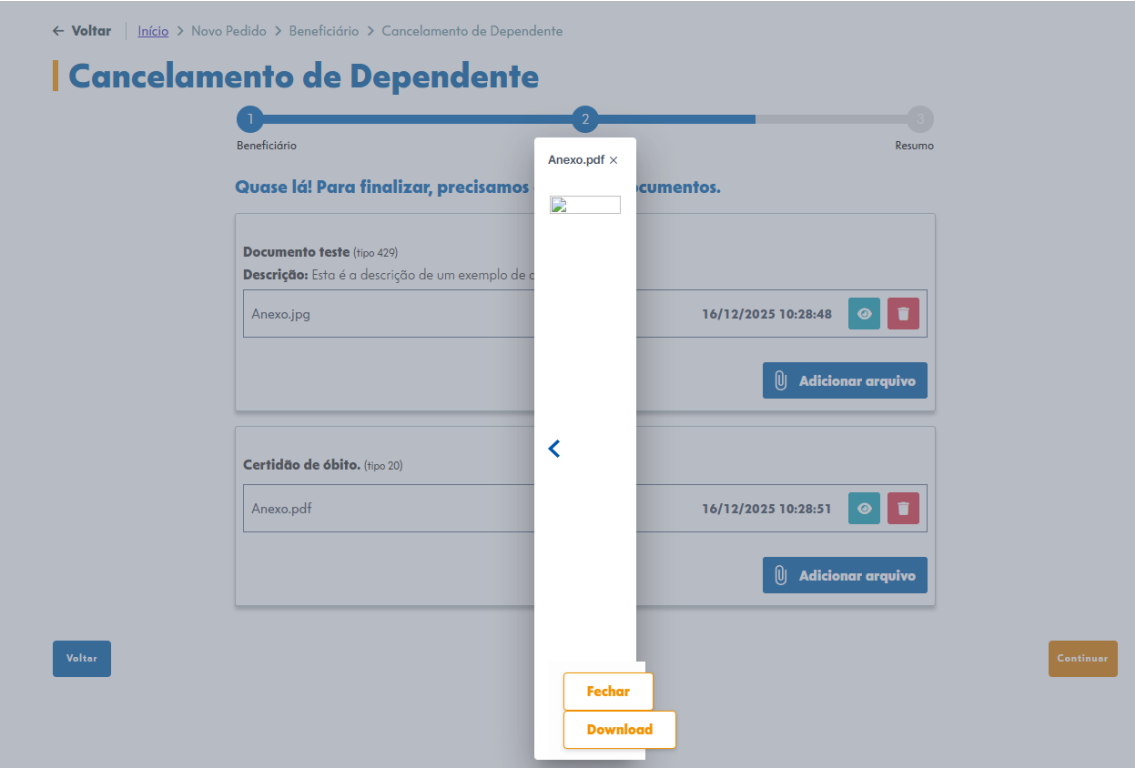 ← Voltar | Início > Novo Pedido > Beneficiário > Cancelamento de Dependente
Cancelamento de Dependente
1 2 3
Beneficiário Resumo
Anexo.pdf ×
Quase lá! Para finalizar, precisamos cumentos.
Documento teste (tipo 429)
Descrição: Esta é a descrição de um exemplo de
Anexo.jpg 16/12/2025 10:28:48
Adicionar arquivo
Certidão de óbito. (tipo 20)
Anexo.pdf 16/12/2025 10:28:51
Adicionar arquivo
Voltar Continuar
Fechar
Download